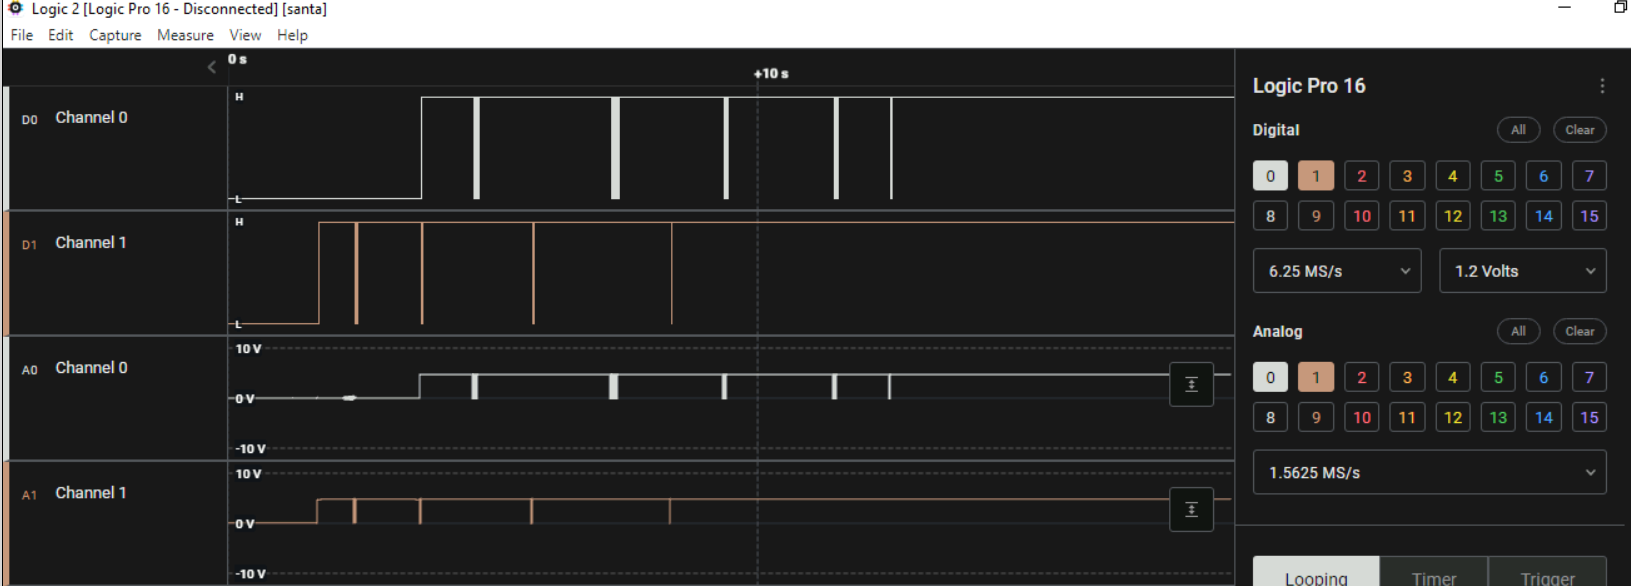 Logic 2 [Logic Pro 16 - Disconnected] [santa]
File Edit Capture Measure View Help
0 s
+10 s
D0 Channel 0
H
L
D1 Channel 1
H
L
A0 Channel 0
10 V
0 V
-10 V
A1 Channel 1
10 V
0 V
-10 V
Logic Pro 16
Digital All Clear
0 1 2 3 4 5 6 7
8 9 10 11 12 13 14 15
6.25 MS/s 1.2 Volts
Analog All Clear
0 1 2 3 4 5 6 7
8 9 10 11 12 13 14 15
1.5625 MS/s
Looping Timer Trigger